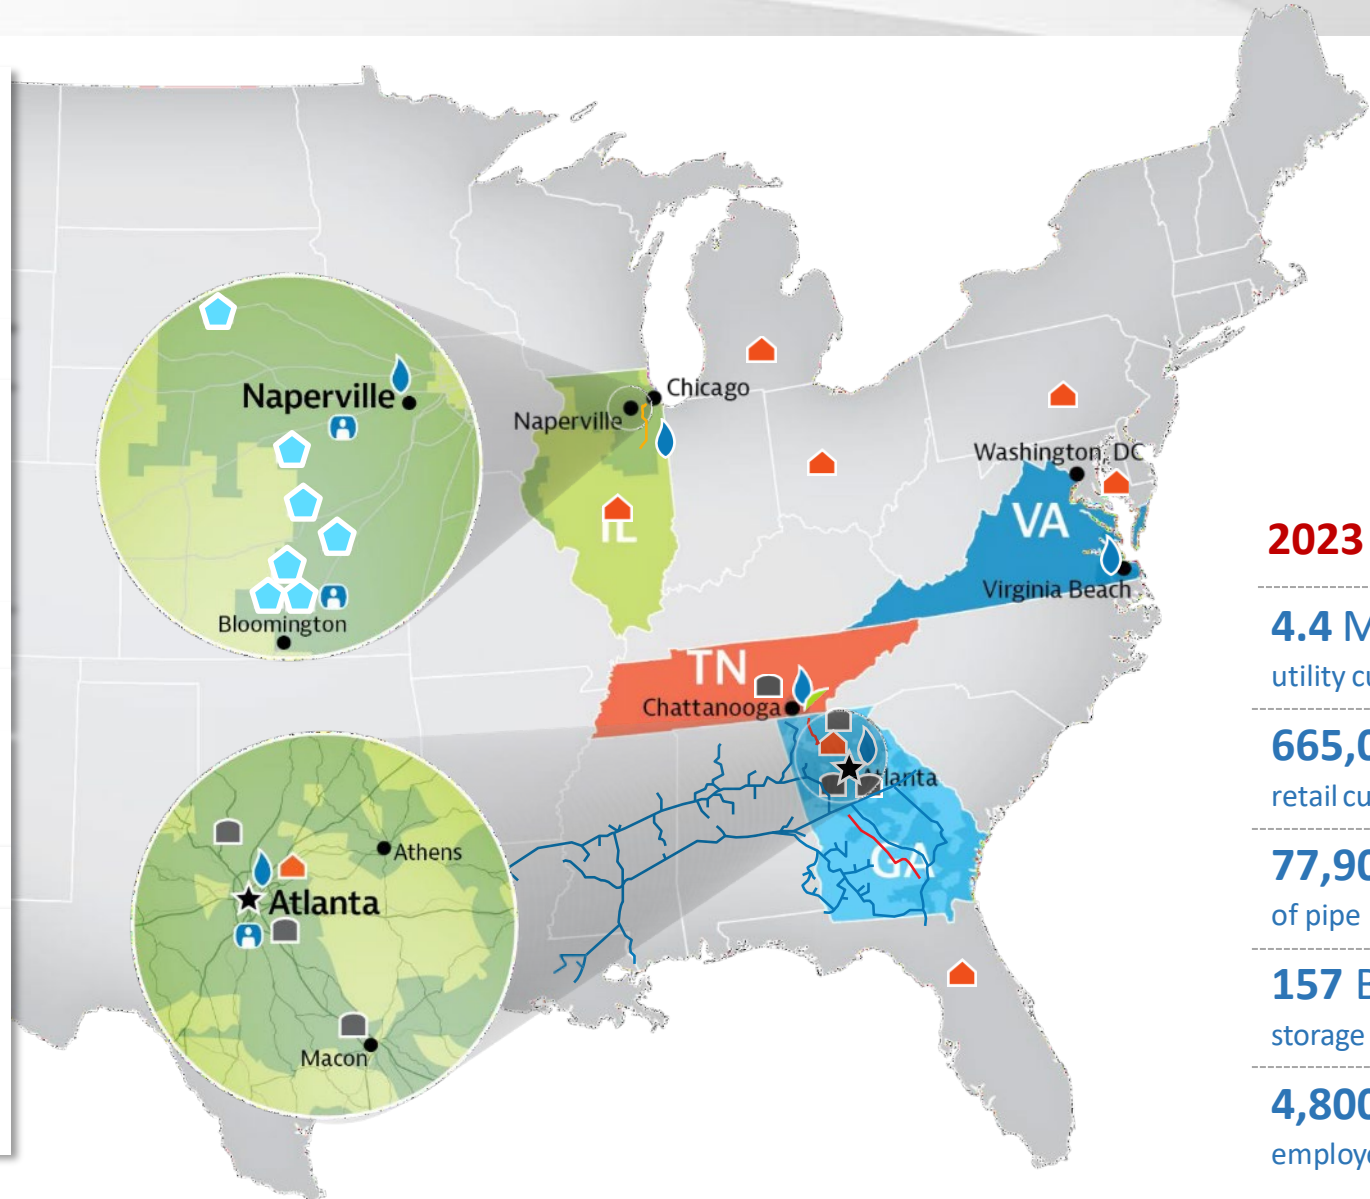 Naperville
Bloomington
Chicago
Naperville
IL
Washington, DC
VA
Virginia Beach
TN
Chattanooga
GA
Athens
Atlanta
Macon
2023
4.4
utility
665,0
retail
77,90
of pipe
157
storage
4,800